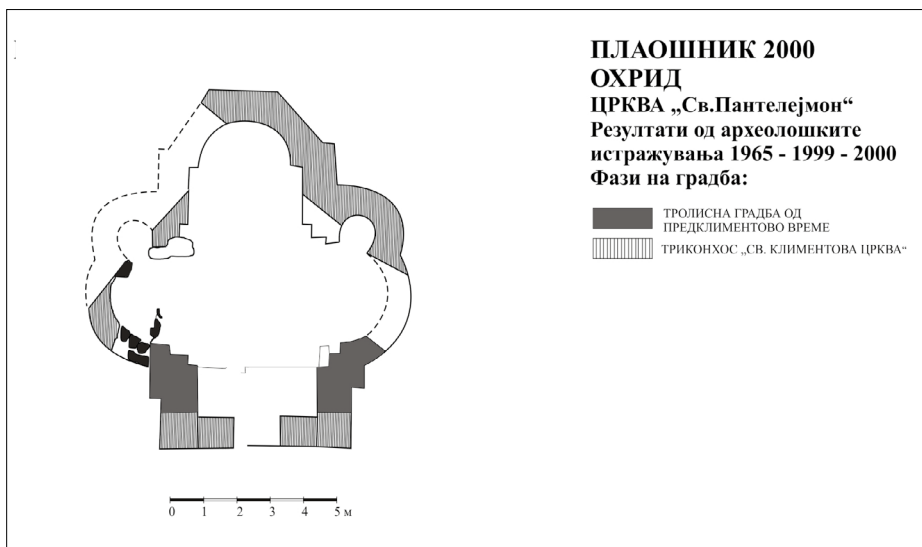 ПЛАОШНИК 2000
ОХРИД
ЦРКВА „Св.Пантелејмон“
Резултати од археолошките
истражувања 1965 - 1999 - 2000
Фази на градба:
ТРОЛИСНА ГРАДБА ОД
ПРЕДКЛИМЕНТОВО ВРЕМЕ
ТРИКОНХОС „СВ. КЛИМЕНТОВА ЦРКВА“
0 1 2 3 4 5 м